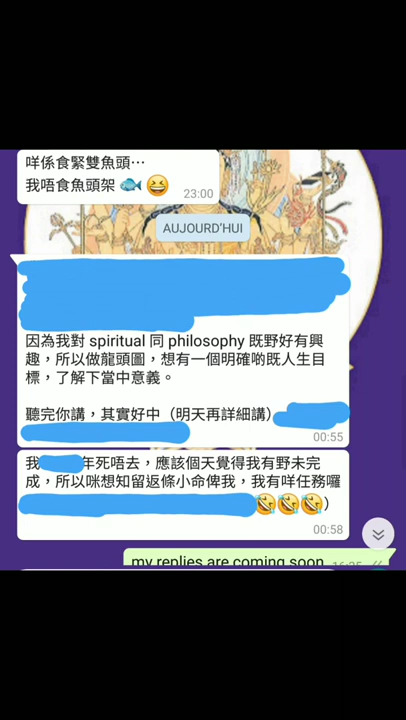 咩係食緊雙魚頭…
我唔食魚頭架 🐟 😆
23:00
AUJOURD'HUI
因為我對 spiritual 同 philosophy 既野好有興
趣，所以做龍頭圖，想有一個明確啲既人生目
標，了解下當中意義。
聽完你講，其實好中（明天再詳細講）
00:55
我
年死唔去，應該個天覺得我有野未完
成，所以咪想知留返條小命俾我，我有咩任務囉
🤣🤣🤣）
00:58
my replies are coming soon
16:25